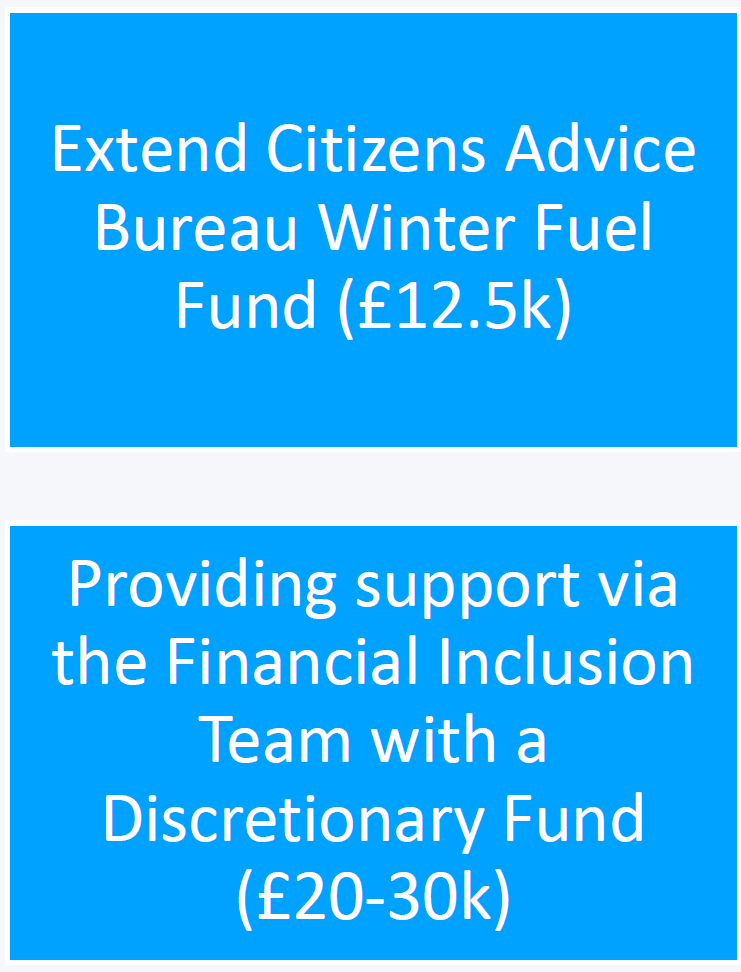 Extend Citizens Advice
Bureau Winter Fuel
Fund (£12.5k)
Providing support via
the Financial Inclusion
Team with a
Discretionary Fund
(£20-30k)